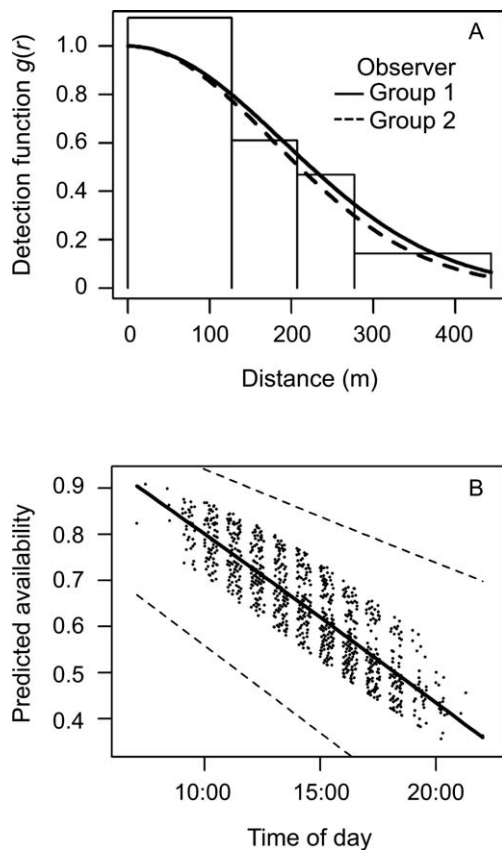 A
Detection function g(r)
1.0
0.8
0.6
0.4
0.2
0
Observer
Group 1
Group 2
0 100 200 300 400
Distance (m)
B
Predicted availability
0.9
0.8
0.7
0.6
0.5
0.4
10:00 15:00 20:00
Time of day